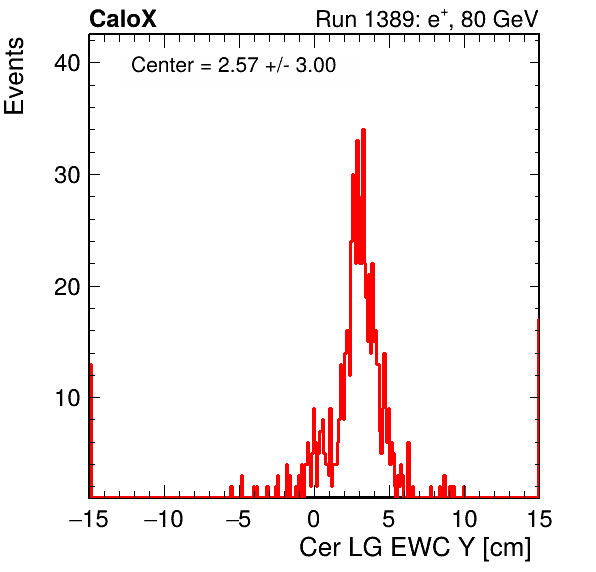 CaloX Run 1389: e⁺, 80 GeV
Events
Center = 2.57 +/- 3.00
40
30
20
10
−15 −10 −5 0 5 10 15
Cer LG EWC Y [cm]